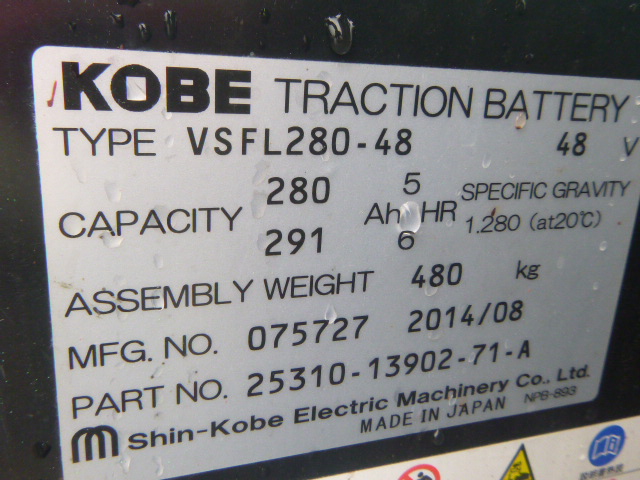 KOBE TRACTION BATTERY
TYPE VSFL280-48 48 V
CAPACITY 280 Ah 5 HR SPECIFIC GRAVITY
291 6 1.280 (at20℃)
ASSEMBLY WEIGHT 480 kg
MFG. NO. 075727 2014/08
PART NO. 25310-13902-71-A
Shin-Kobe Electric Machinery Co., Ltd.
MADE IN JAPAN NPB-893